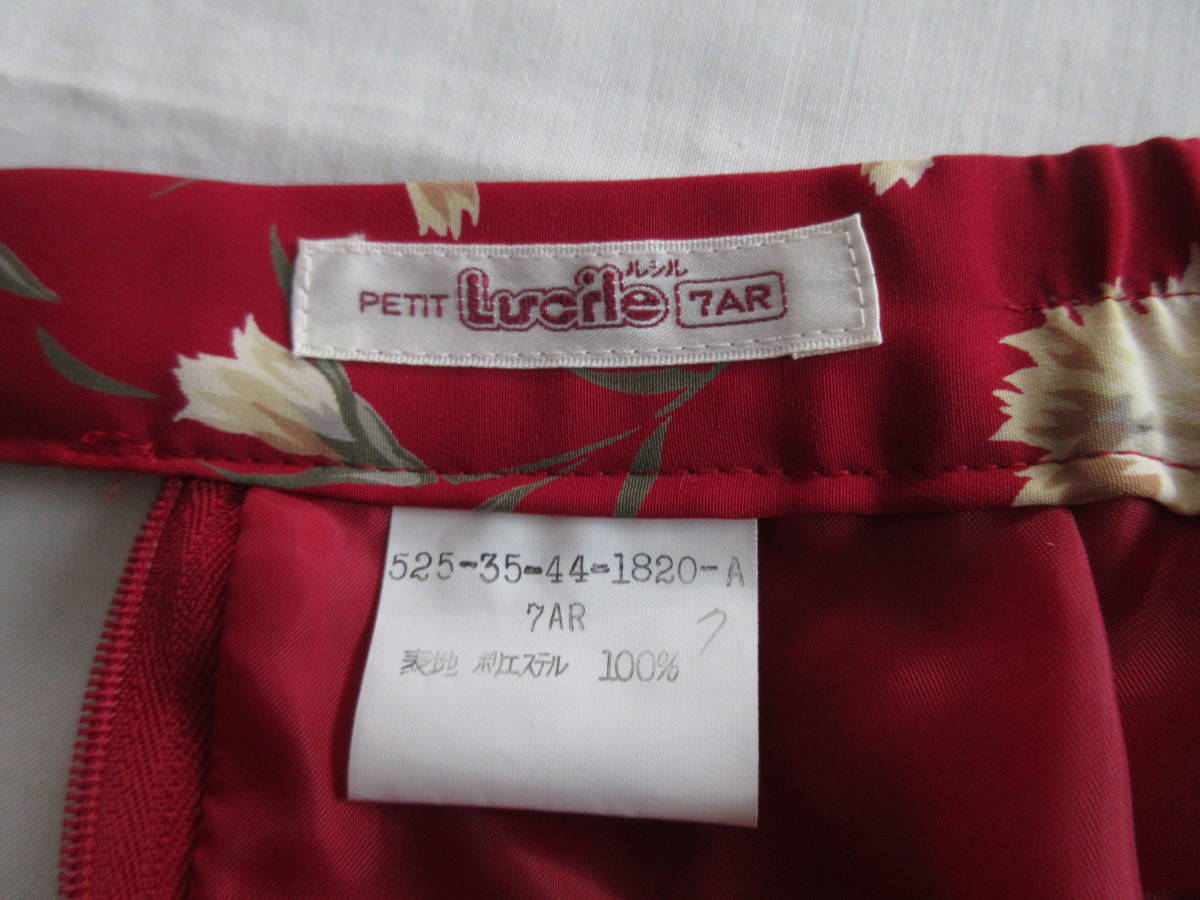 ルシル
PETIT Lucile 7AR
525-35-44-1820-A
7AR
表地 ポリエステル 100%